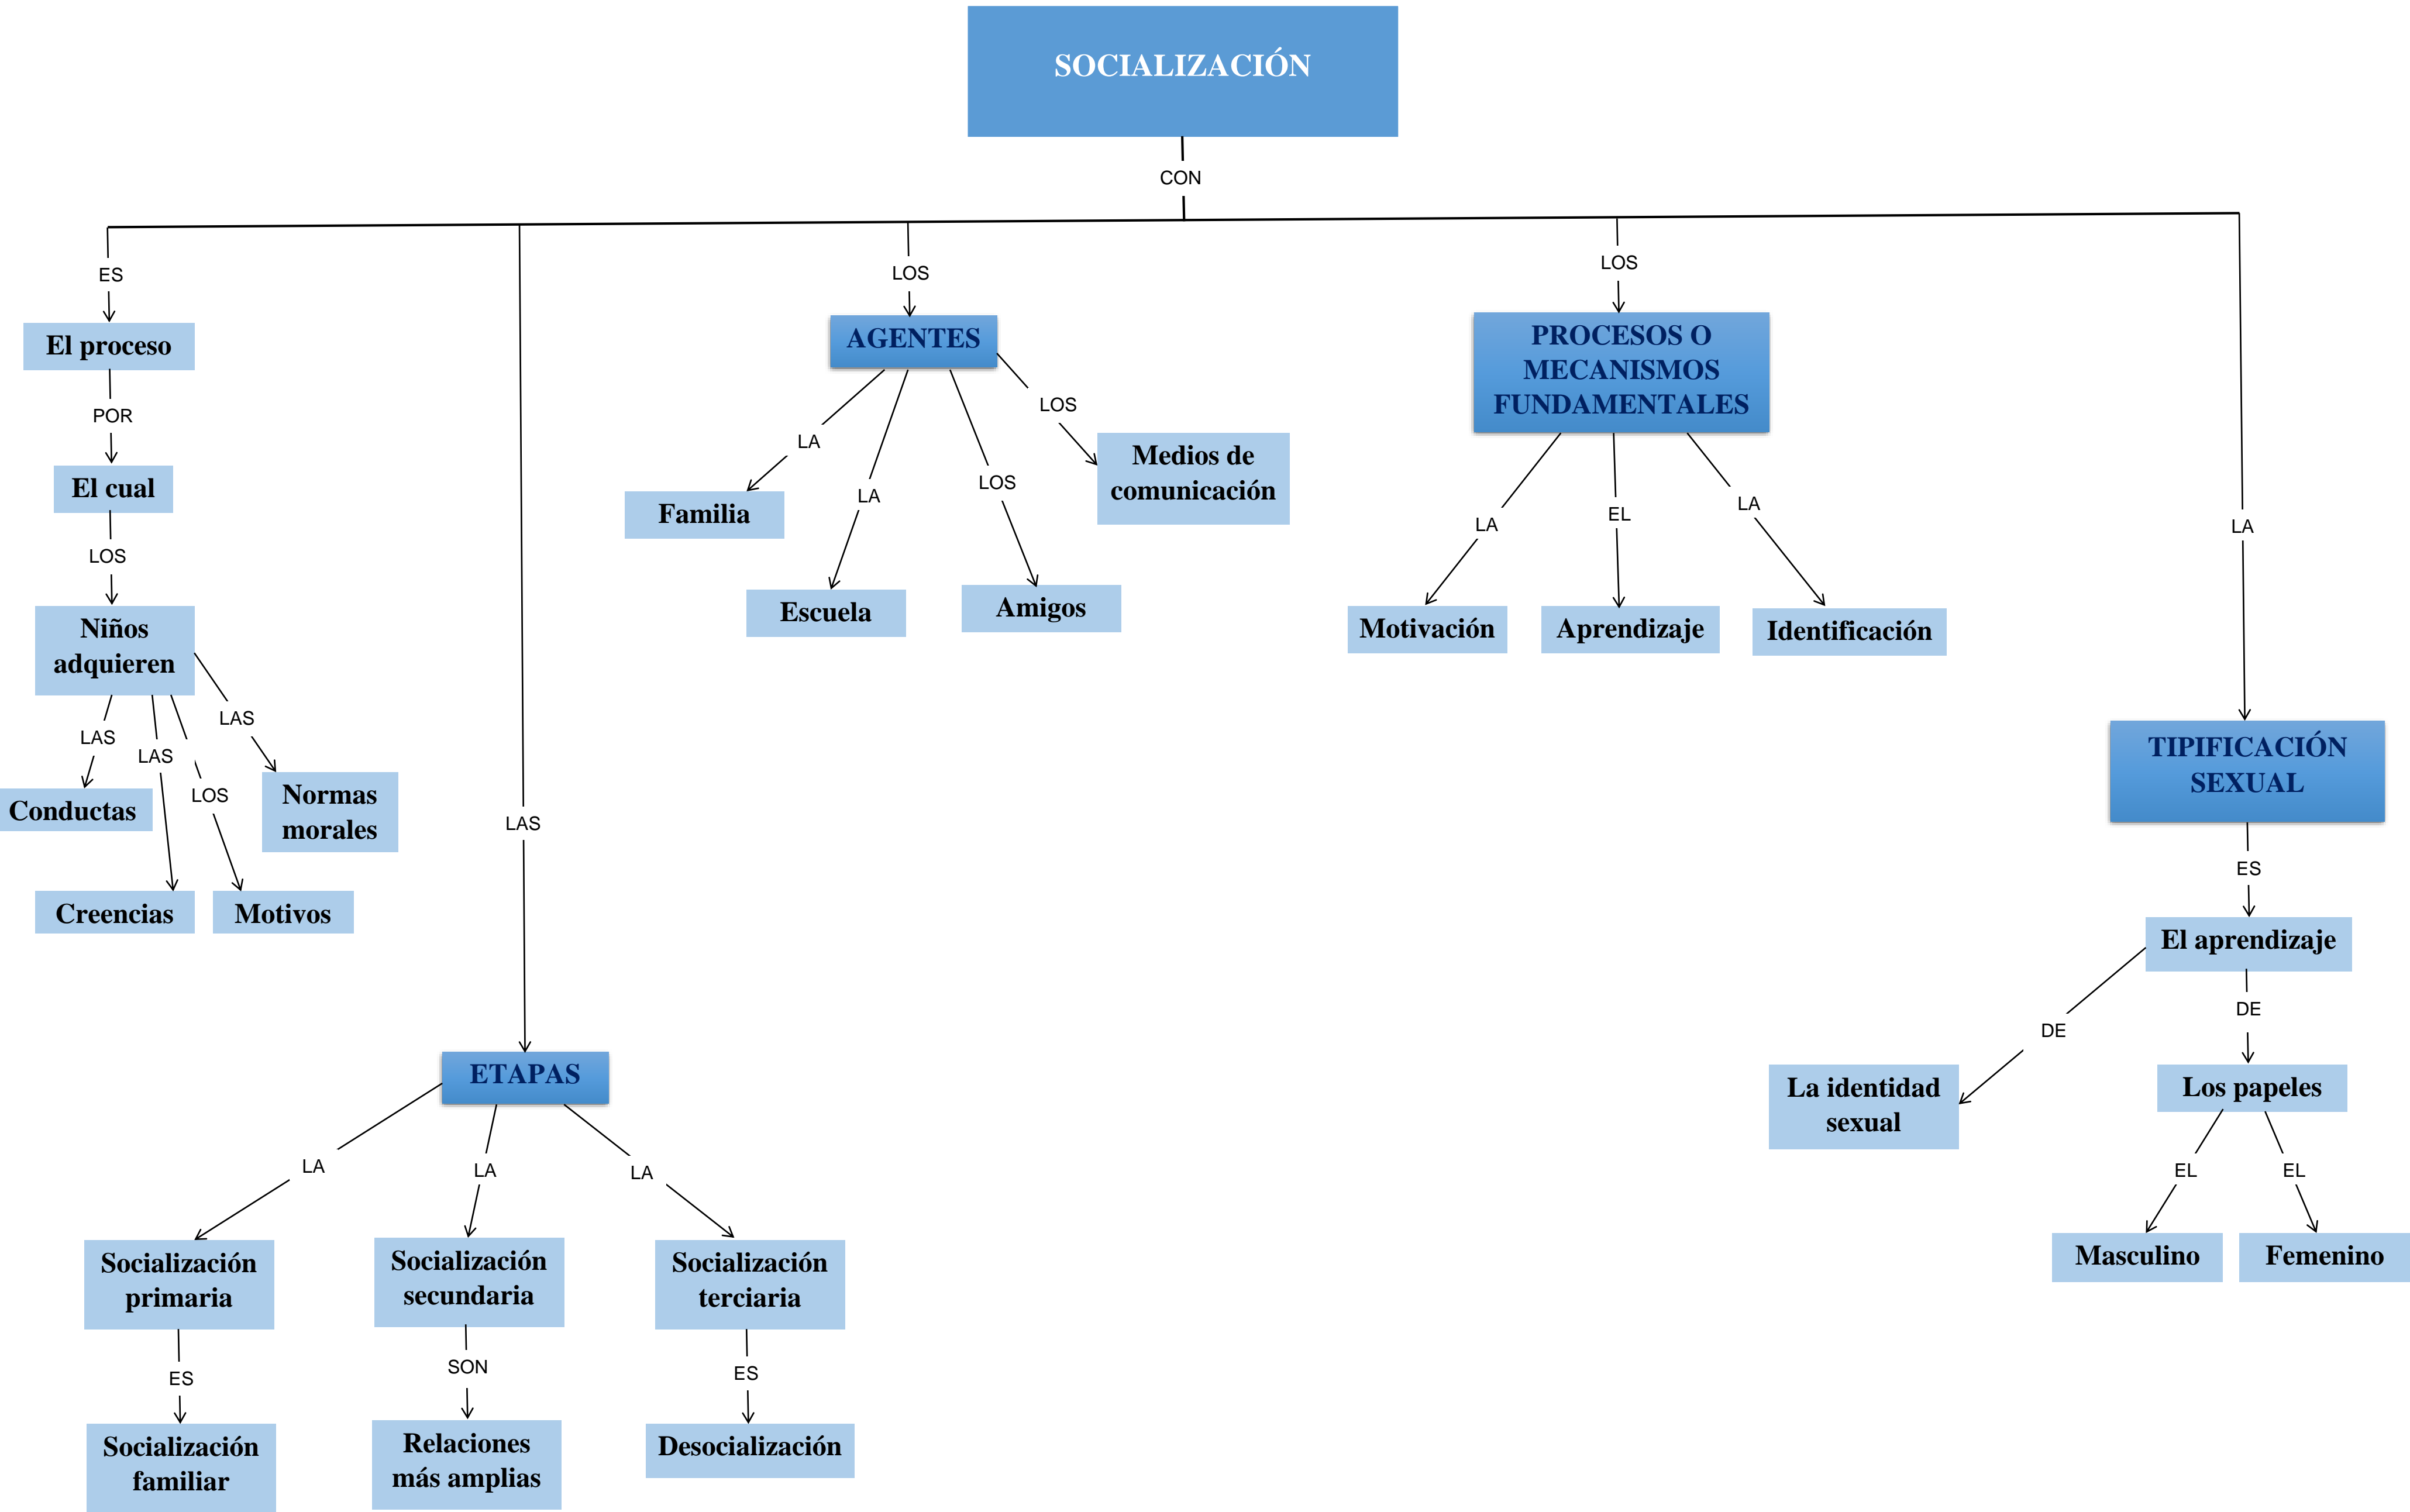 SOCIALIZACIÓN
CON
ES
El proceso
POR
El cual
LOS
Niños
adquieren
LAS
Conductas
LAS
Creencias
LOS
Motivos
LAS
Normas
morales
LAS
ETAPAS
LA
Socialización
primaria
ES
Socialización
familiar
LA
Socialización
secundaria
SON
Relaciones
más amplias
LA
Socialización
terciaria
ES
Desocialización
LOS
AGENTES
LA
Familia
LA
Escuela
LOS
Amigos
LOS
Medios de
comunicación
LOS
PROCESOS O
MECANISMOS
FUNDAMENTALES
LA
Motivación
EL
Aprendizaje
LA
Identificación
LA
TIPIFICACIÓN
SEXUAL
ES
El aprendizaje
DE
La identidad
sexual
DE
Los papeles
EL
Masculino
EL
Femenino